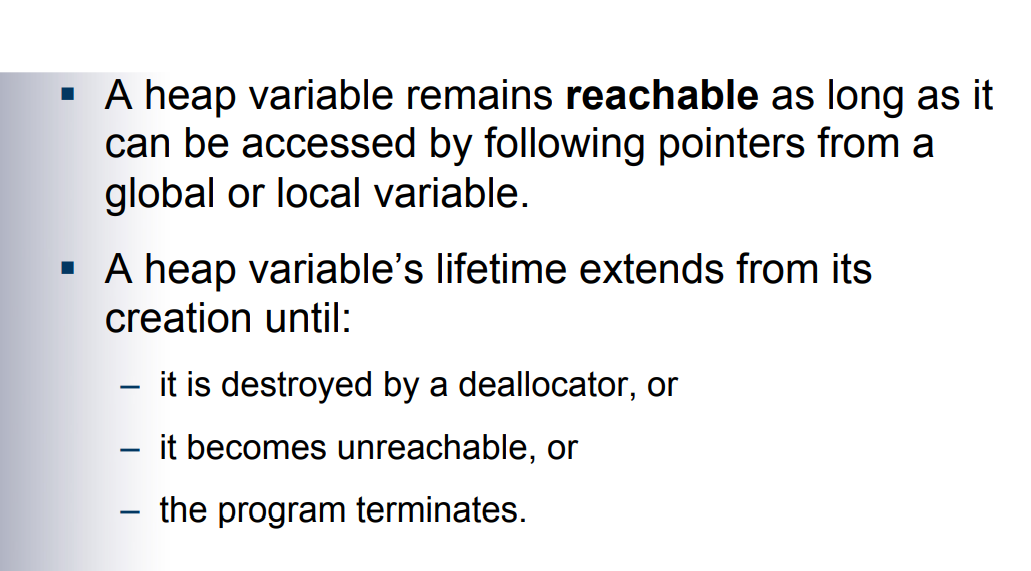 ▪ A heap variable remains reachable as long as it
can be accessed by following pointers from a
global or local variable.
▪ A heap variable’s lifetime extends from its
creation until:
– it is destroyed by a deallocator, or
– it becomes unreachable, or
– the program terminates.